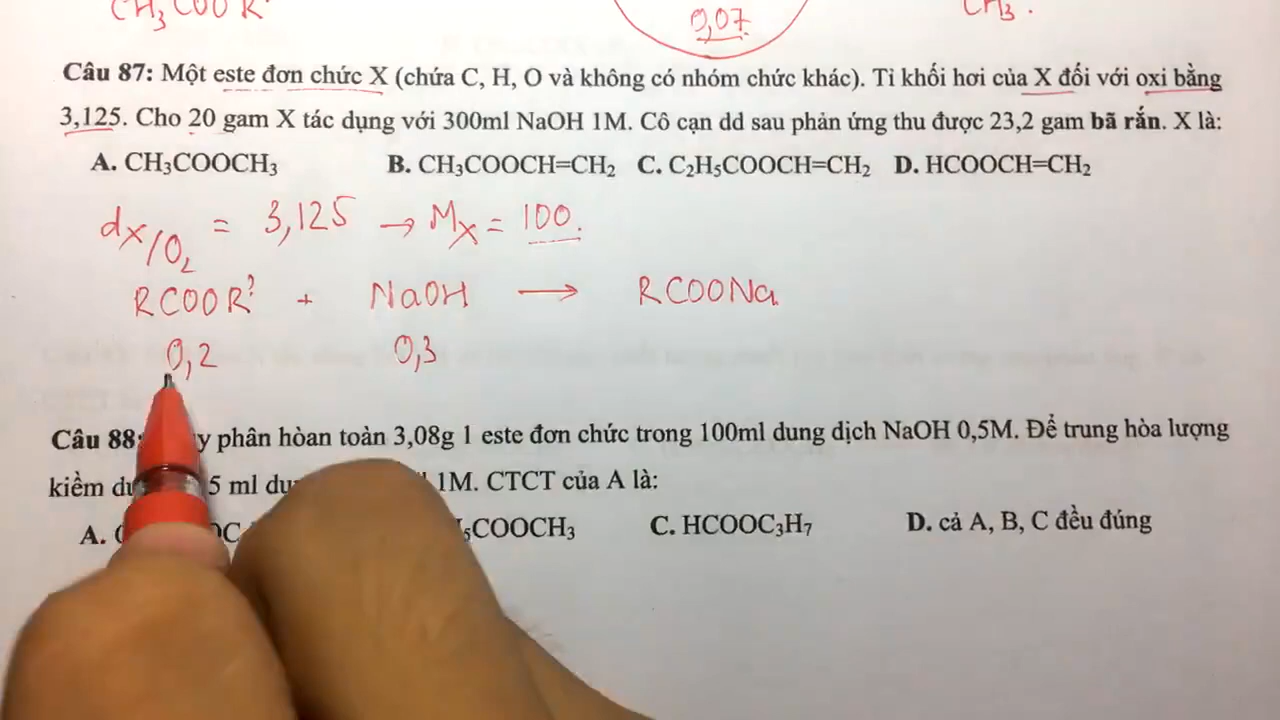 CH₃COOR
0,07
CH₃.
Câu 87: Một este đơn chức X (chứa C, H, O và không có nhóm chức khác). Tỉ khối hơi của X đối với oxi bằng
3,125. Cho 20 gam X tác dụng với 300ml NaOH 1M. Cô cạn dd sau phản ứng thu được 23,2 gam bã rắn. X là:
A. CH₃COOCH₃ B. CH₃COOCH=CH₂ C. C₂H₅COOCH=CH₂ D. HCOOCH=CH₂
dX/O₂ = 3,125 → MX = 100.
RCOOR' + NaOH → RCOONa
0,2 0,3
Câu 88: phân hòan toàn 3,08g 1 este đơn chức trong 100ml dung dịch NaOH 0,5M. Để trung hòa lượng
kiềm 5 ml 1M. CTCT của A là:
A. COOCH₃ C. HCOOC₃H₇ D. cả A, B, C đều đúng